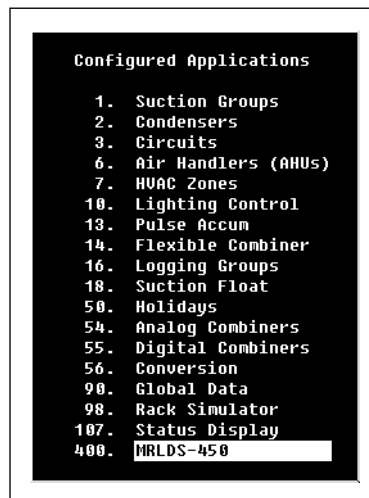 Configured Applications
1. Suction Groups
2. Condensers
3. Circuits
6. Air Handlers (AHUs)
7. HVAC Zones
10. Lighting Control
13. Pulse Accum
14. Flexible Combiner
16. Logging Groups
18. Suction Float
50. Holidays
54. Analog Combiners
55. Digital Combiners
56. Conversion
90. Global Data
98. Rack Simulator
107. Status Display
400. MRLDS-450